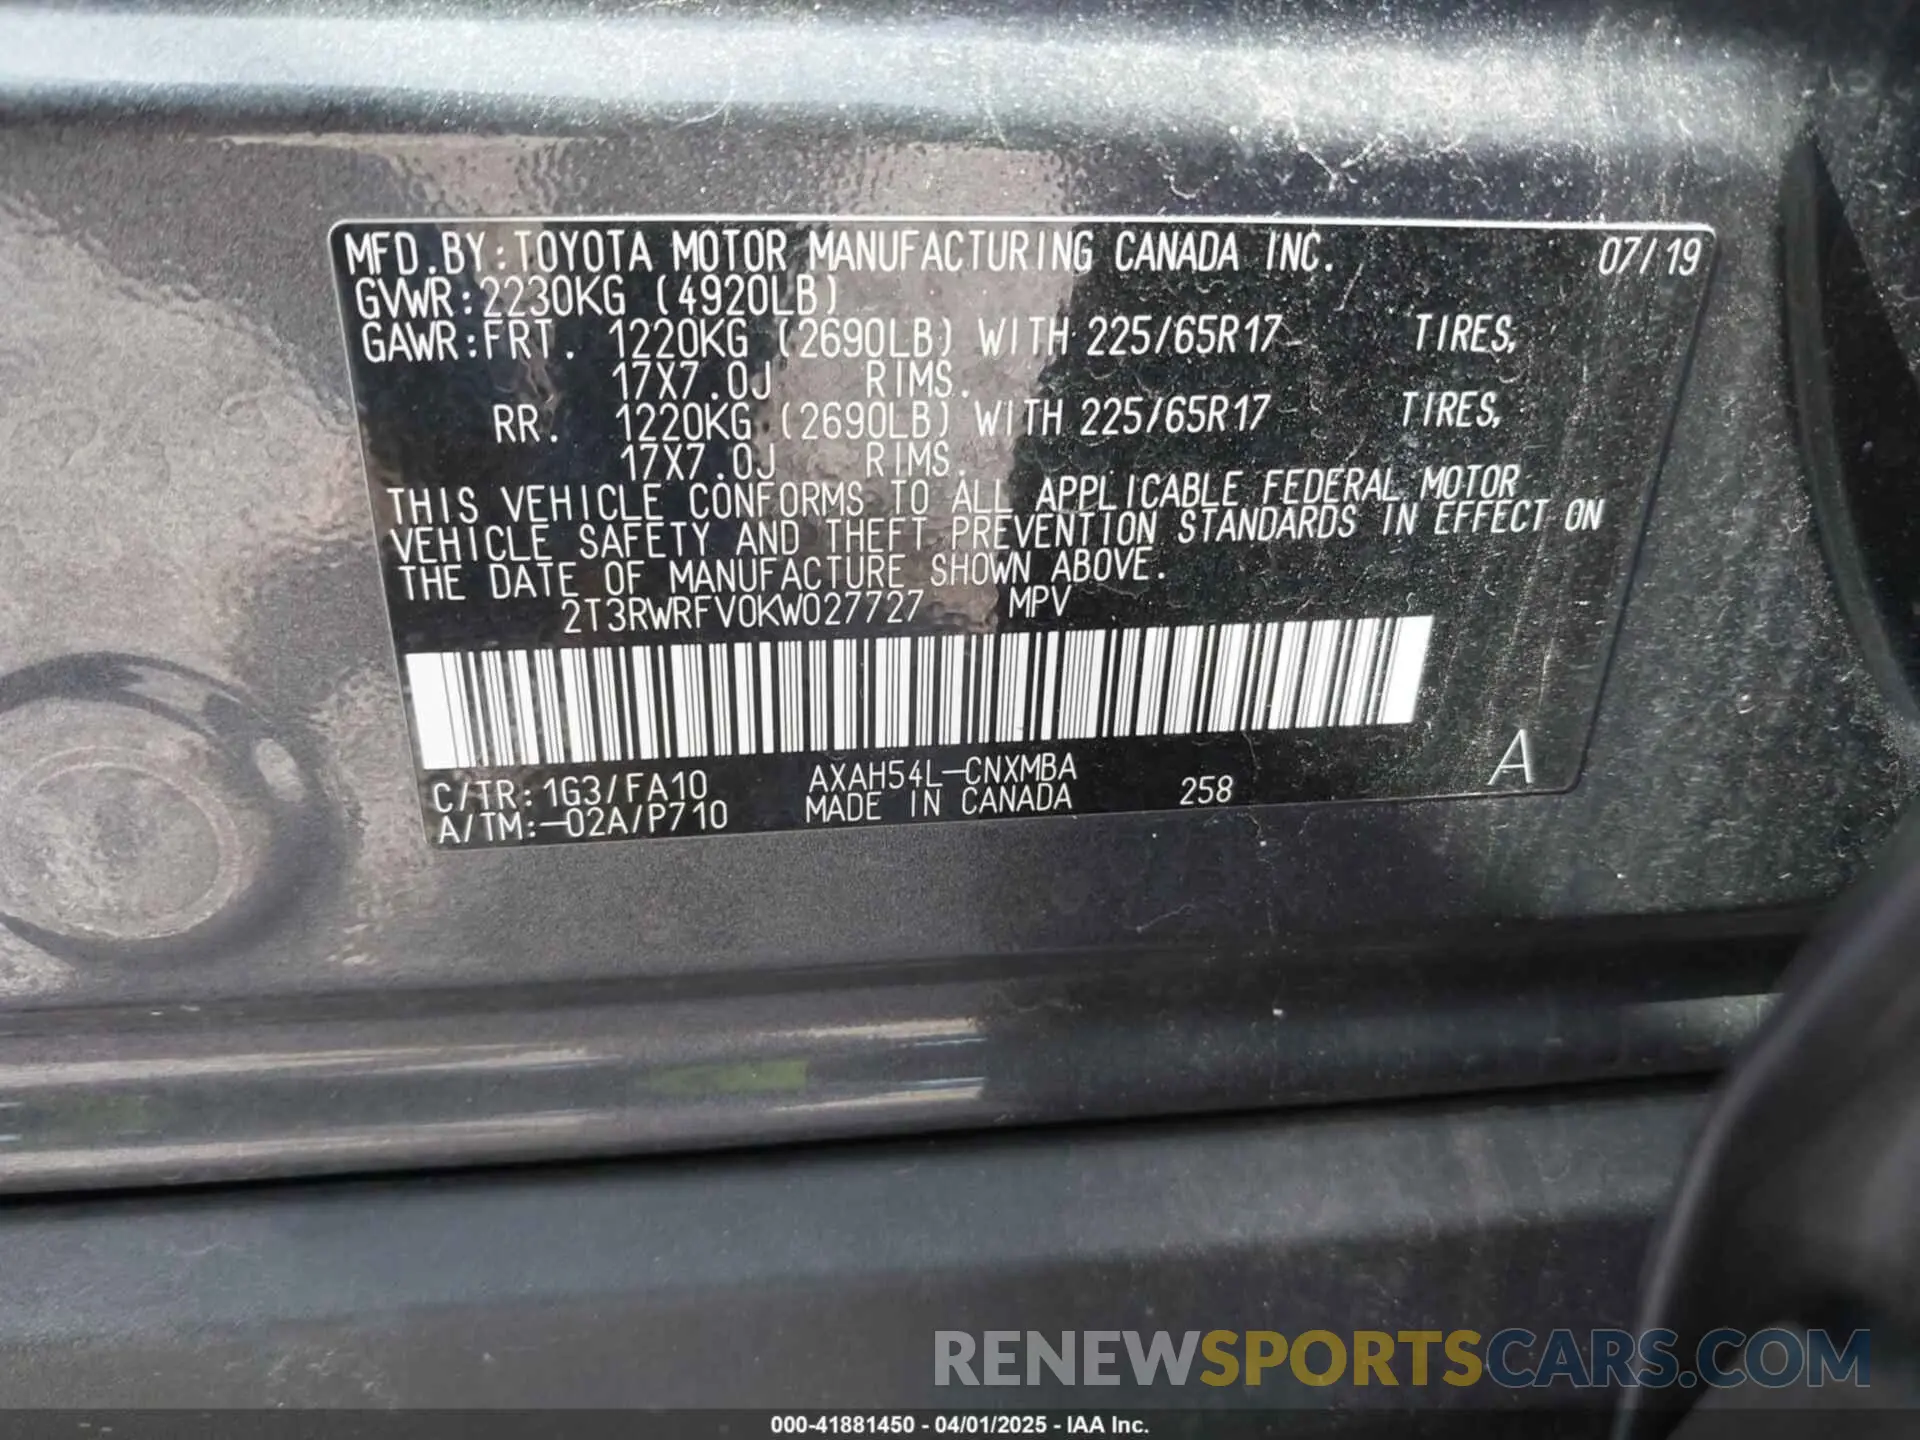 MFD.BY:TOYOTA MOTOR MANUFACTURING CANADA INC. 07/19
GVWR:2230KG (4920LB)
GAWR:FRT. 1220KG (2690LB) WITH 225/65R17 TIRES,
17X7.0J RIMS.
RR. 1220KG (2690LB) WITH 225/65R17 TIRES,
17X7.0J RIMS.
THIS VEHICLE CONFORMS TO ALL APPLICABLE FEDERAL MOTOR
VEHICLE SAFETY AND THEFT PREVENTION STANDARDS IN EFFECT ON
THE DATE OF MANUFACTURE SHOWN ABOVE.
2T3RWRFV0KW027727 MPV
C/TR:1G3/FA10 AXAH54L-CNXMBA
A/TM:-02A/P710 MADE IN CANADA 258 A
RENEWSPORTSCARS.COM
000-41881450 - 04/01/2025 - IAA Inc.